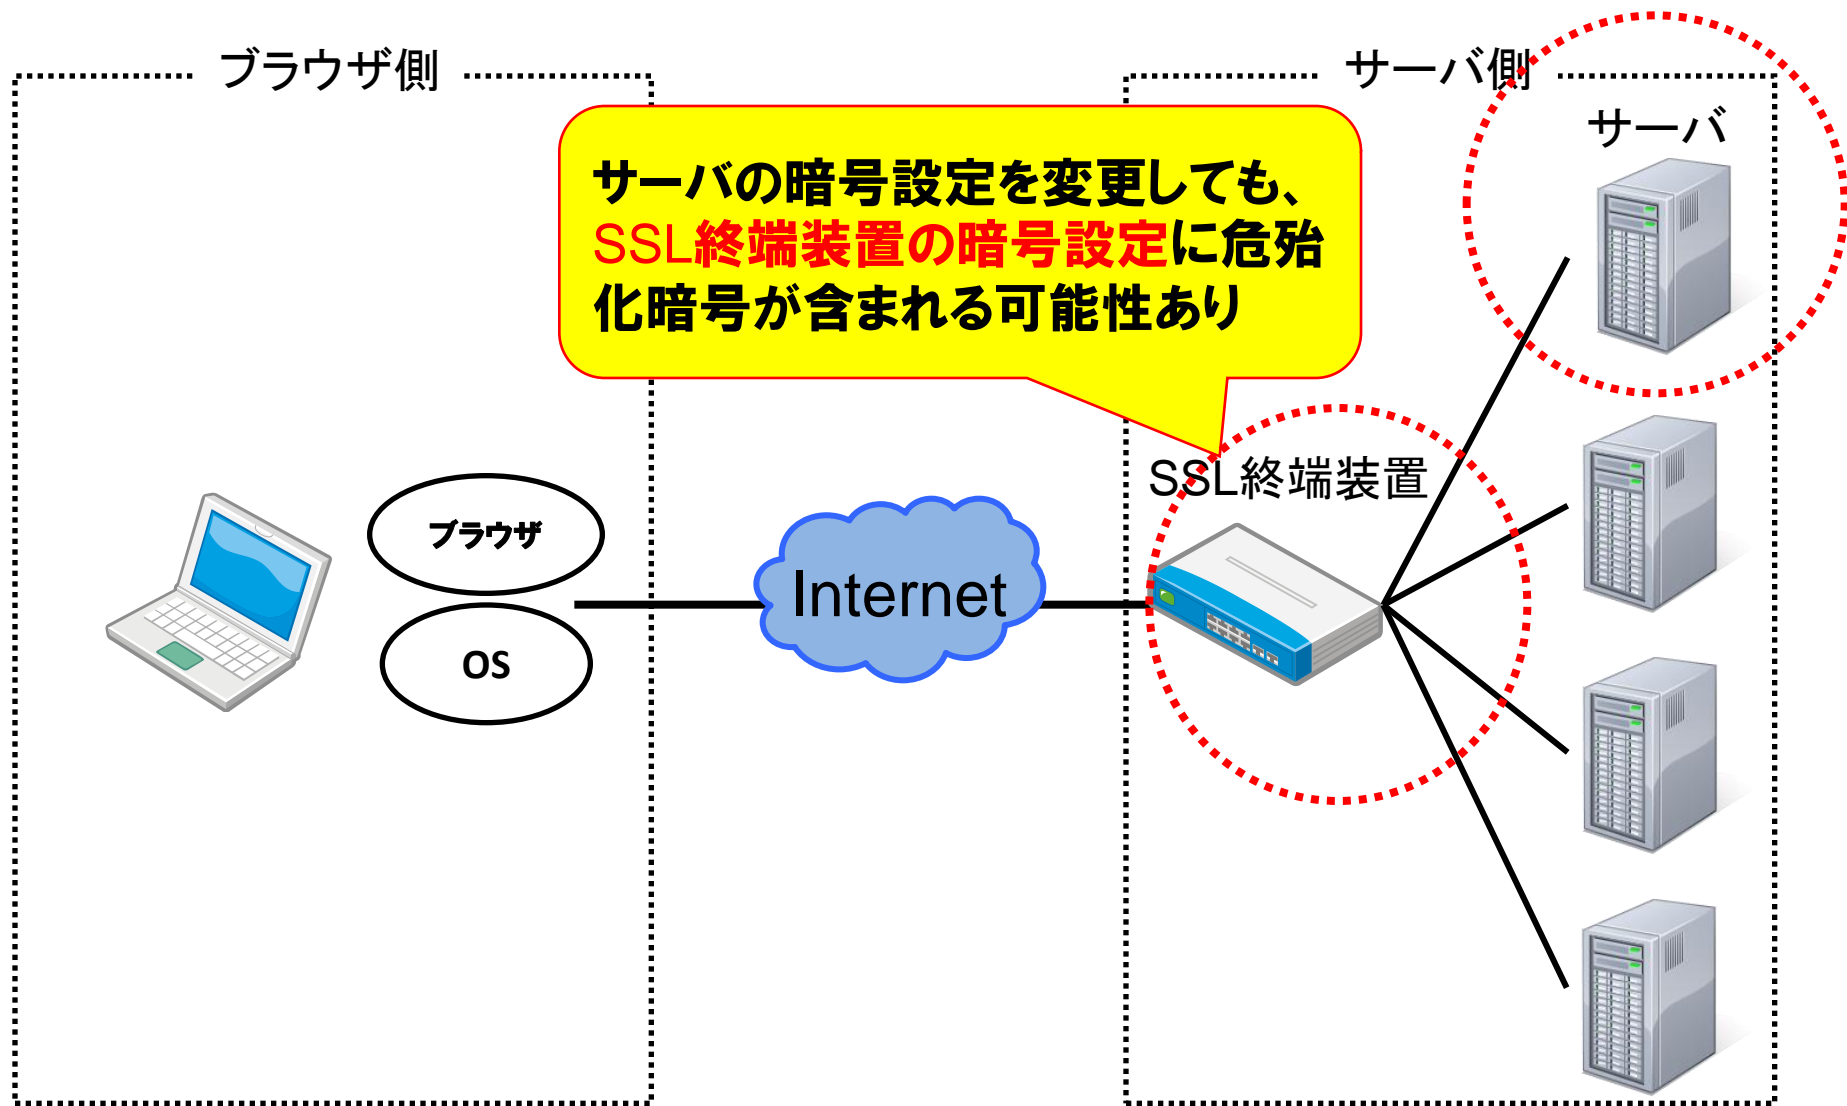 ブラウザ側
サーバ側
サーバ
サーバの暗号設定を変更しても、
SSL終端装置の暗号設定に危殆
化暗号が含まれる可能性あり
SSL終端装置
ブラウザ
Internet
OS